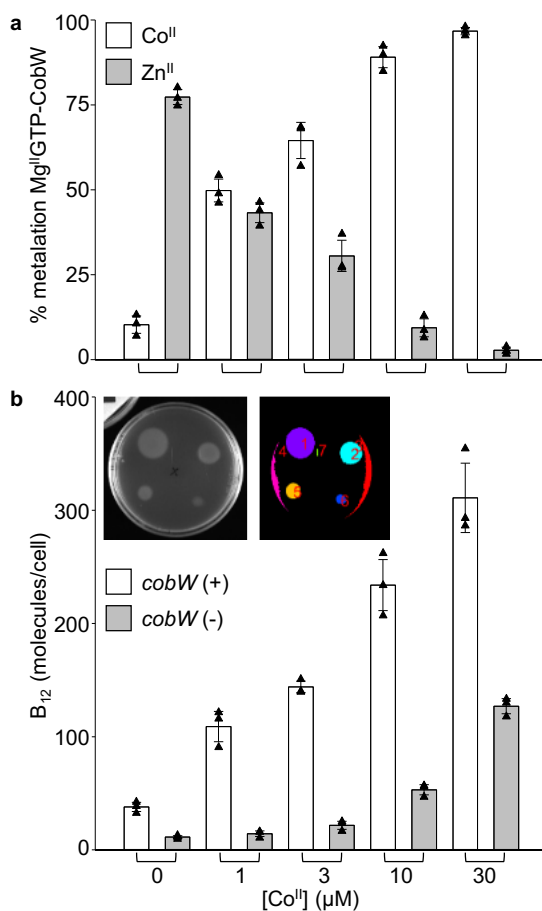 a
Co^II
Zn^II
% metalation Mg^IIGTP-CobW
100
75
50
25
0
b
400
300
200
100
0
B₁₂ (molecules/cell)
1
2
4
7
5
6
cobW (+)
cobW (-)
0 1 3 10 30
[Co^II] (µM)